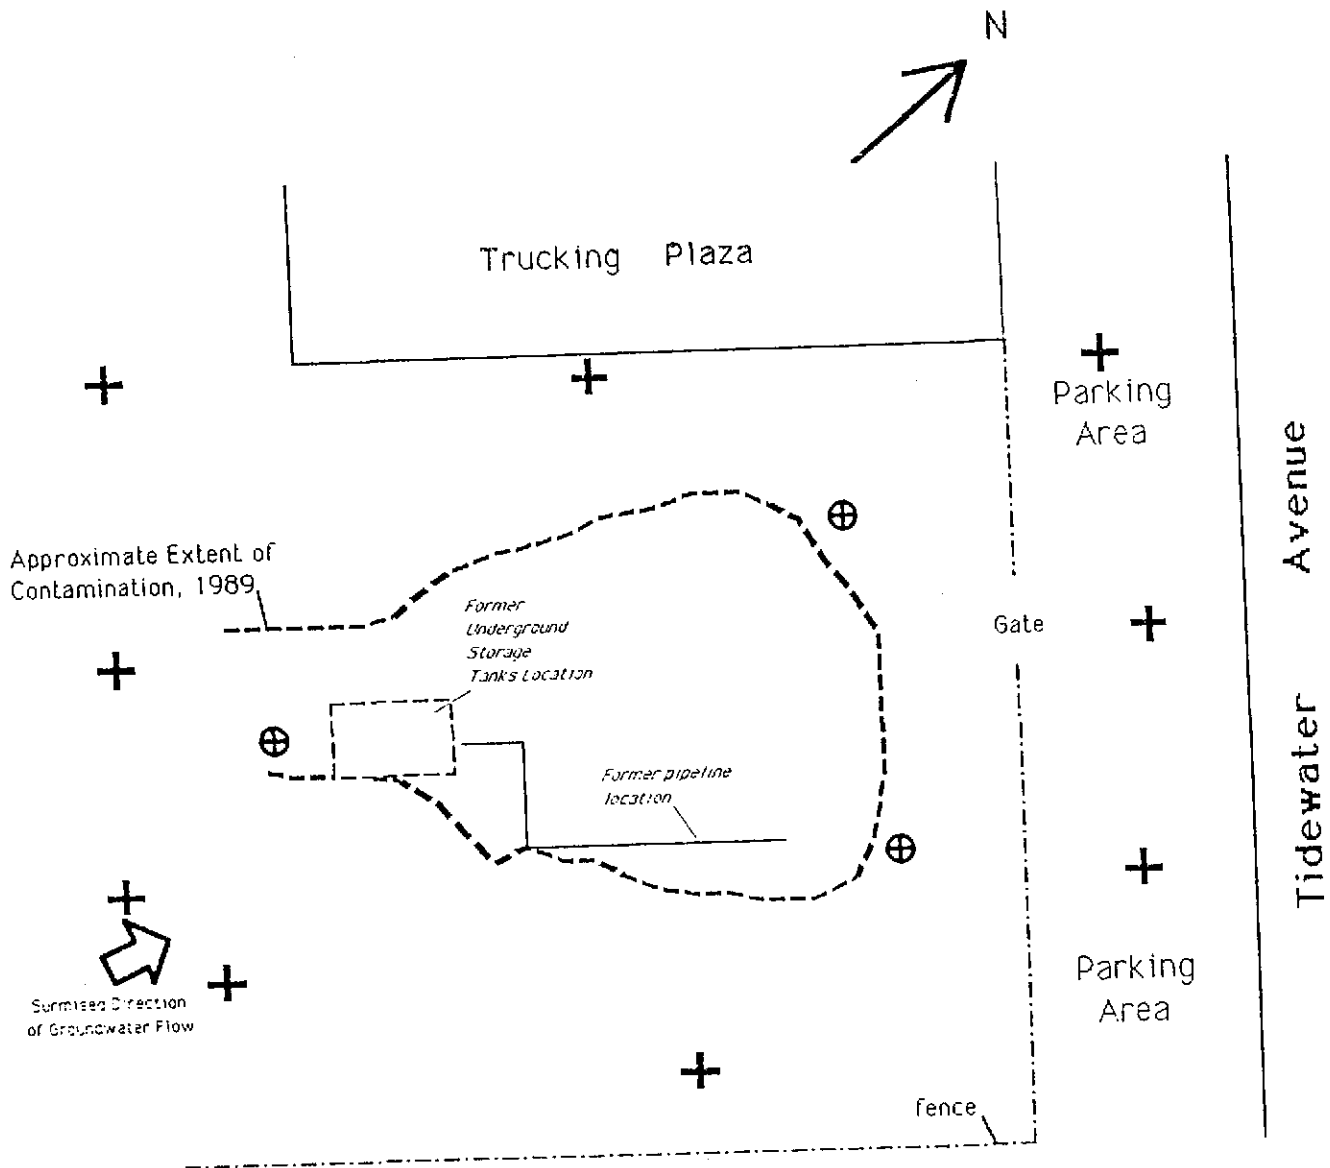 N
Trucking Plaza
Parking
Area
Approximate Extent of
Contamination, 1989
Former
Underground
Storage
Tanks Location
Gate
Former pipeline
location
Tidewater Avenue
Surmised Direction
of Groundwater Flow
Parking
Area
fence